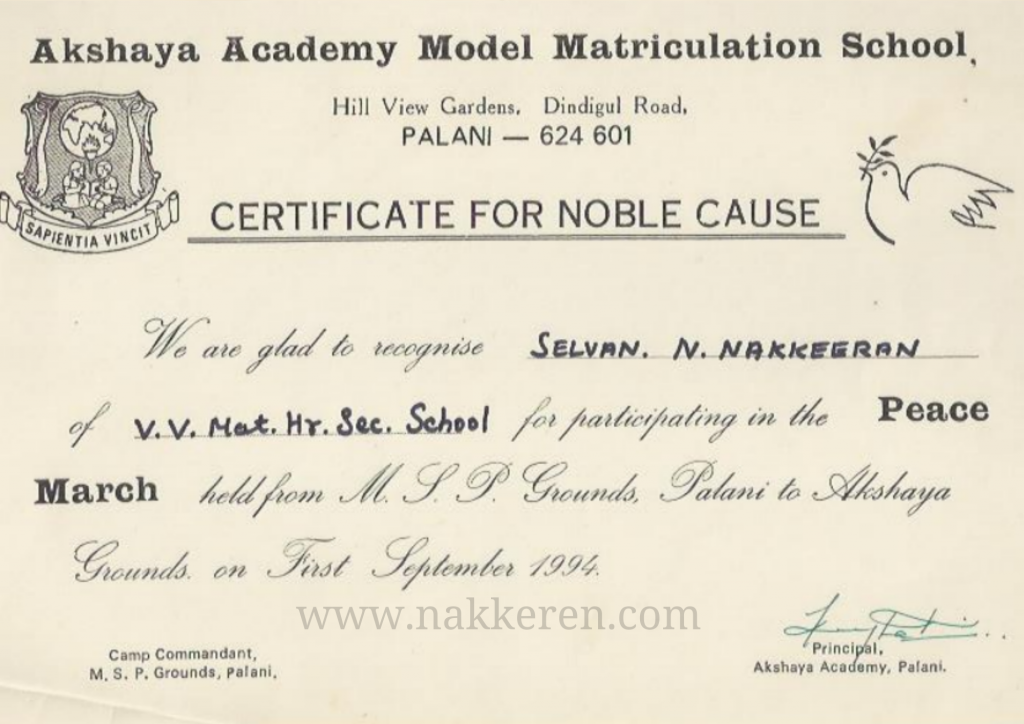 Akshaya Academy Model Matriculation School,
Hill View Gardens, Dindigul Road,
PALANI — 624 601
SAPIENTIA VINCIT
CERTIFICATE FOR NOBLE CAUSE
We are glad to recognise SELVAN. N. NAKKEERAN
of V.V. Mat. Hr. Sec. School for participating in the Peace
March held from M. S. P. Grounds, Palani to Akshaya
Grounds. on First September 1994.
www.nakkeren.com
Camp Commandant,
M. S. P. Grounds, Palani,
Principal,
Akshaya Academy, Palani.